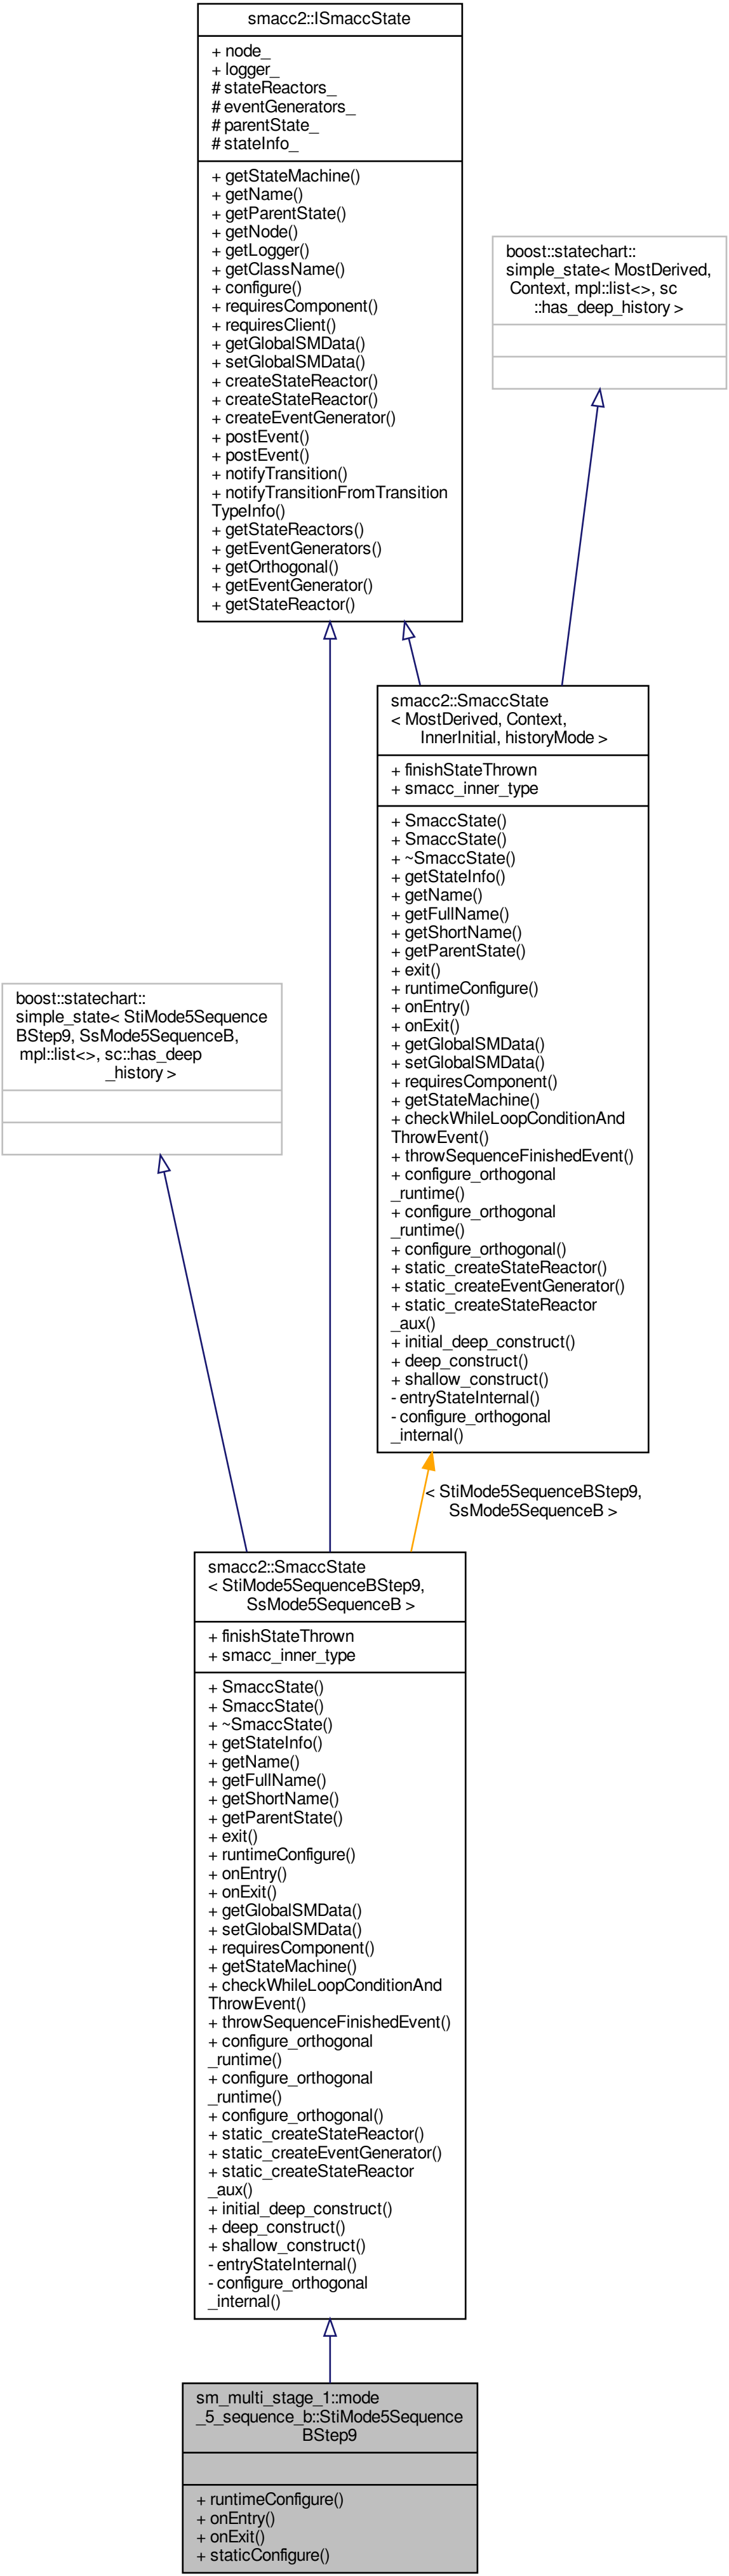 smacc2::ISmaccState
+ node_
+ logger_
# stateReactors_
# eventGenerators_
# parentState_
# stateInfo_
+ getStateMachine()
+ getName()
+ getParentState()
+ getNode()
+ getLogger()
+ getClassName()
+ configure()
+ requiresComponent()
+ requiresClient()
+ getGlobalSMData()
+ setGlobalSMData()
+ createStateReactor()
+ createStateReactor()
+ createEventGenerator()
+ postEvent()
+ postEvent()
+ notifyTransition()
+ notifyTransitionFromTransition
TypeInfo()
+ getStateReactors()
+ getEventGenerators()
+ getOrthogonal()
+ getEventGenerator()
+ getStateReactor()
boost::statechart::
simple_state< MostDerived,
Context, mpl::list<>, sc
::has_deep_history >
smacc2::SmaccState
< MostDerived, Context,
InnerInitial, historyMode >
+ finishStateThrown
+ smacc_inner_type
+ SmaccState()
+ SmaccState()
+ ~SmaccState()
+ getStateInfo()
+ getName()
+ getFullName()
+ getShortName()
+ getParentState()
+ exit()
+ runtimeConfigure()
+ onEntry()
+ onExit()
+ getGlobalSMData()
+ setGlobalSMData()
+ requiresComponent()
+ getStateMachine()
+ checkWhileLoopConditionAnd
ThrowEvent()
+ throwSequenceFinishedEvent()
+ configure_orthogonal
_runtime()
+ configure_orthogonal
_runtime()
+ configure_orthogonal()
+ static_createStateReactor()
+ static_createEventGenerator()
+ static_createStateReactor
_aux()
+ initial_deep_construct()
+ deep_construct()
+ shallow_construct()
- entryStateInternal()
- configure_orthogonal
_internal()
boost::statechart::
simple_state< StiMode5Sequence
BStep9, SsMode5SequenceB,
mpl::list<>, sc::has_deep
_history >
< StiMode5SequenceBStep9,
SsMode5SequenceB >
smacc2::SmaccState
< StiMode5SequenceBStep9,
SsMode5SequenceB >
+ finishStateThrown
+ smacc_inner_type
+ SmaccState()
+ SmaccState()
+ ~SmaccState()
+ getStateInfo()
+ getName()
+ getFullName()
+ getShortName()
+ getParentState()
+ exit()
+ runtimeConfigure()
+ onEntry()
+ onExit()
+ getGlobalSMData()
+ setGlobalSMData()
+ requiresComponent()
+ getStateMachine()
+ checkWhileLoopConditionAnd
ThrowEvent()
+ throwSequenceFinishedEvent()
+ configure_orthogonal
_runtime()
+ configure_orthogonal
_runtime()
+ configure_orthogonal()
+ static_createStateReactor()
+ static_createEventGenerator()
+ static_createStateReactor
_aux()
+ initial_deep_construct()
+ deep_construct()
+ shallow_construct()
- entryStateInternal()
- configure_orthogonal
_internal()
sm_multi_stage_1::mode
_5_sequence_b::StiMode5Sequence
BStep9
+ runtimeConfigure()
+ onEntry()
+ onExit()
+ staticConfigure()